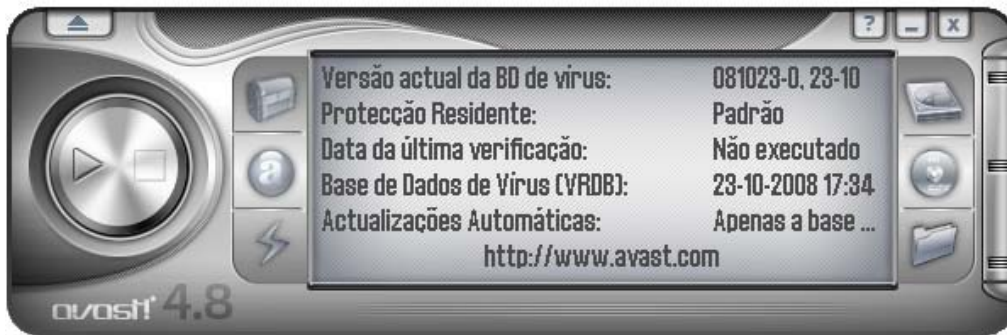 ? _ x
Versão actual da BD de vírus: 081023-0, 23-10
Protecção Residente: Padrão
Data da última verificação: Não executado
Base de Dados de Vírus (VRDB): 23-10-2008 17:34
Actualizações Automáticas: Apenas a base ...
http://www.avast.com
a
avast! 4.8